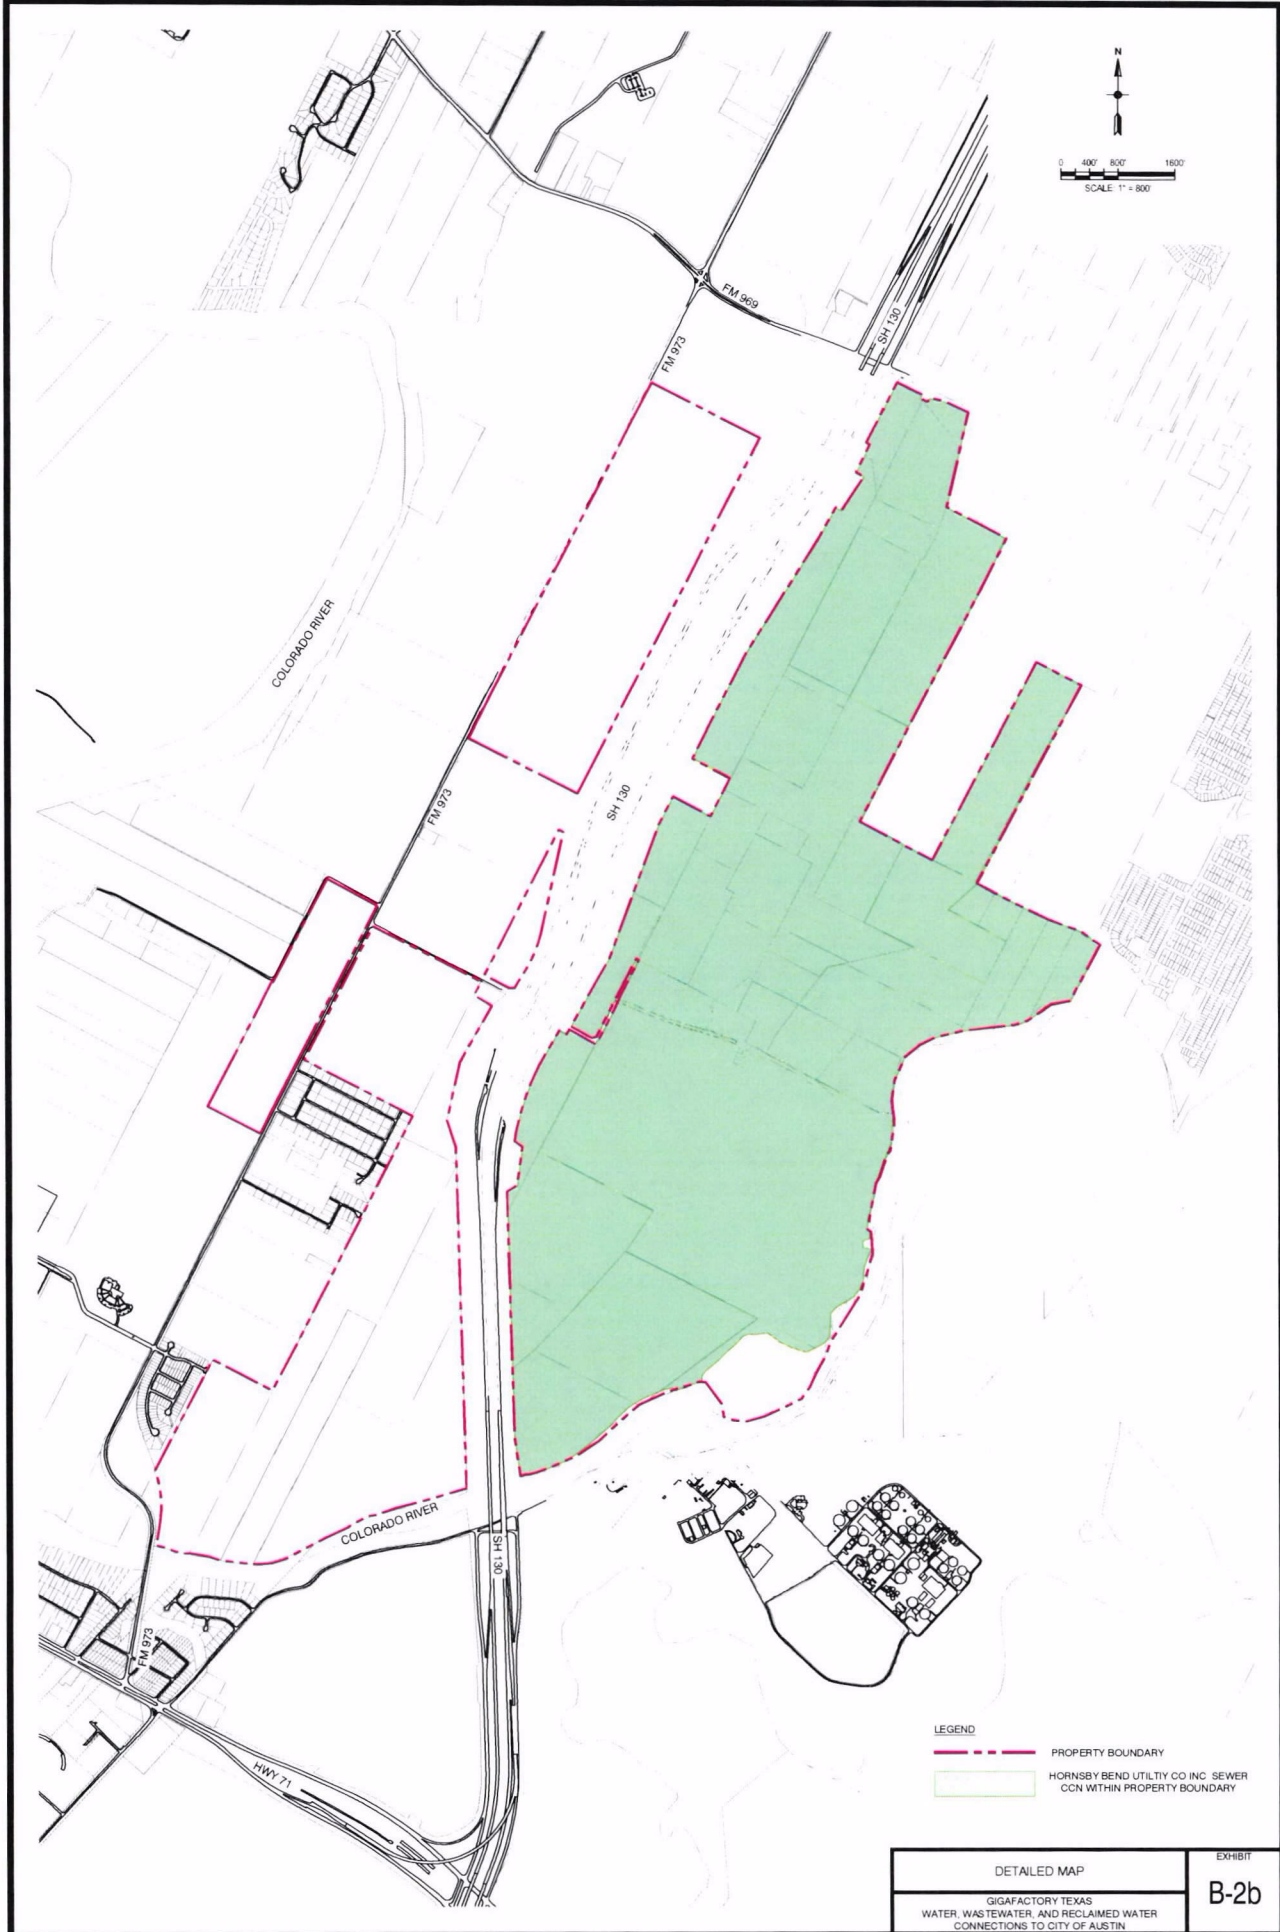 N
0 400' 800' 1600'
SCALE: 1" = 800'
FM 969
SH 130
FM 973
COLORADO RIVER
SH 130
FM 973
COLORADO RIVER
SH 130
FM 973
HWY 71
LEGEND
PROPERTY BOUNDARY
HORNSBY BEND UTILTIY CO INC SEWER
CCN WITHIN PROPERTY BOUNDARY
DETAILED MAP
GIGAFACTORY TEXAS
WATER, WASTEWATER, AND RECLAIMED WATER
CONNECTIONS TO CITY OF AUSTIN
EXHIBIT
B-2b